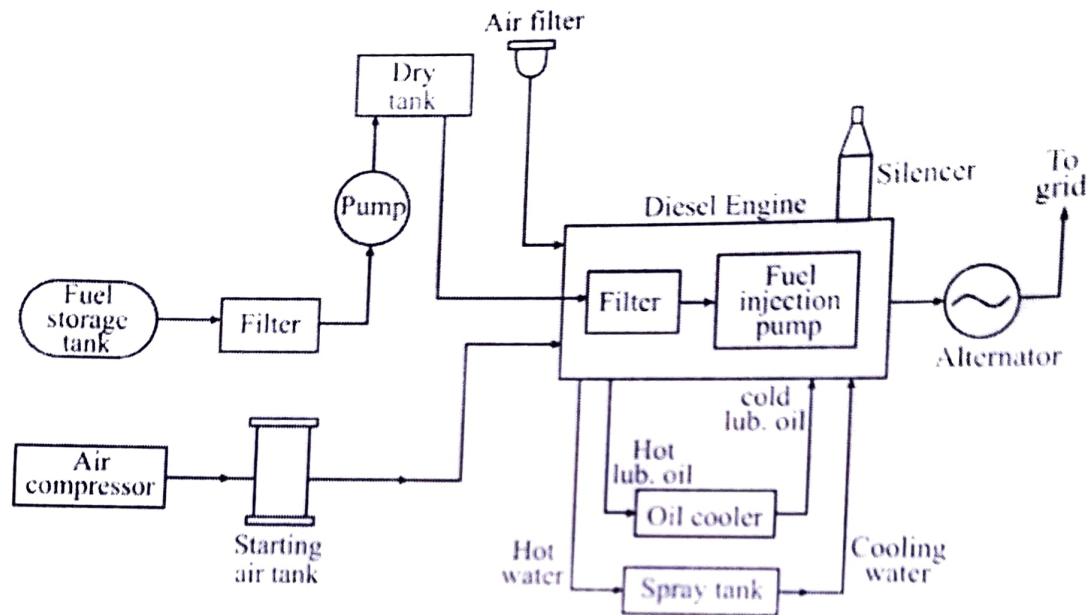 Air filter
Dry
tank
Silencer
To
grid
Pump
Diesel Engine
Fuel
storage
tank
Filter
Filter
Fuel
injection
pump
Alternator
cold
lub. oil
Hot
lub. oil
Air
compressor
Oil cooler
Starting
air tank
Hot
water
Spray tank
Cooling
water